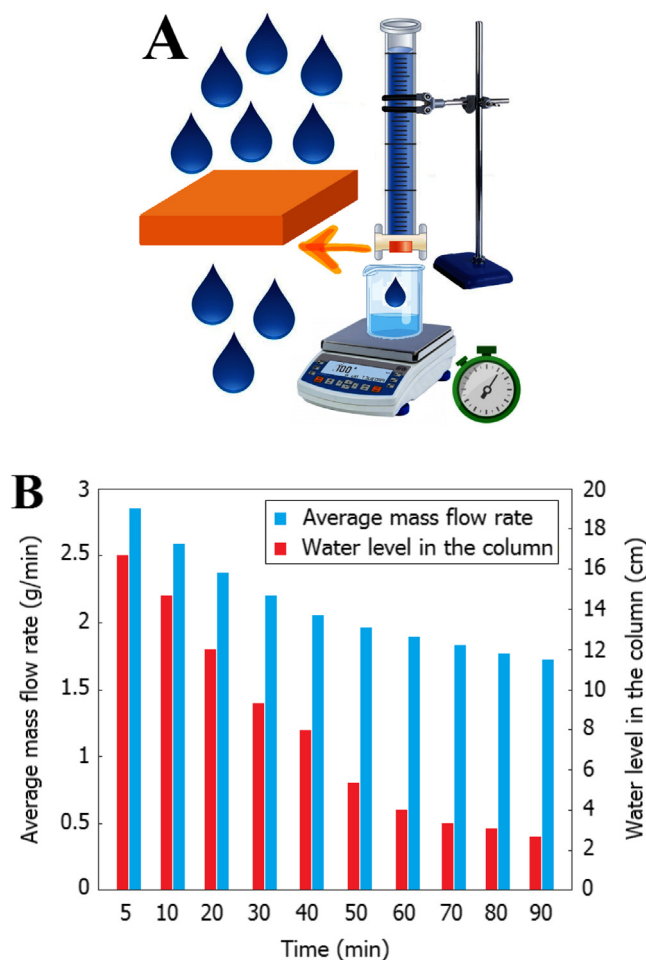 A
100
B
Average mass flow rate
Water level in the column
Average mass flow rate (g/min)
3
2.5
2
1.5
1
0.5
0
Water level in the column (cm)
20
18
16
14
12
10
8
6
4
2
0
5 10 20 30 40 50 60 70 80 90
Time (min)